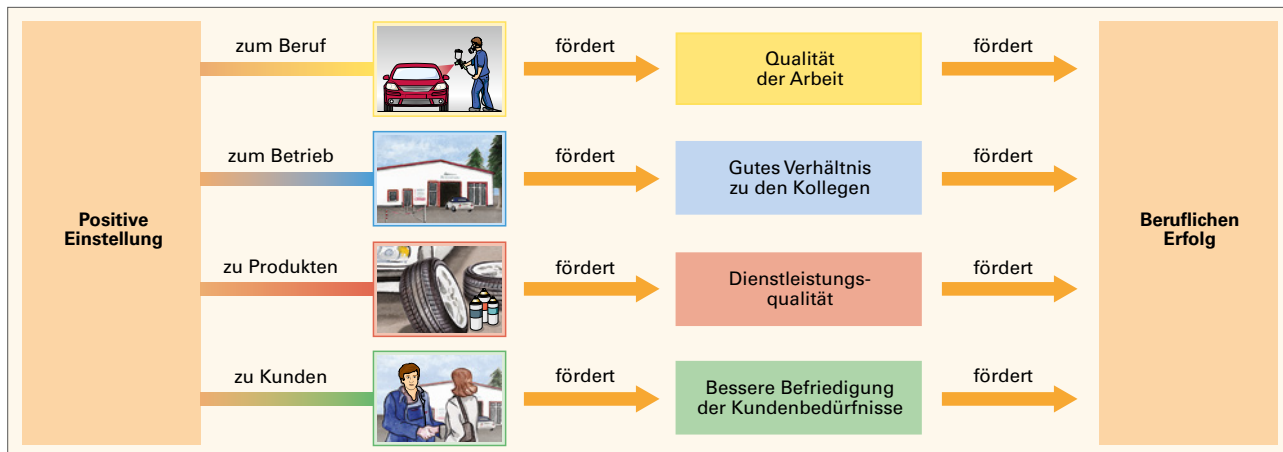 Positive
Einstellung
zum Beruf
fördert
Qualität
der Arbeit
fördert
zum Betrieb
fördert
Gutes Verhältnis
zu den Kollegen
fördert
zu Produkten
fördert
Dienstleistungs-
qualität
fördert
zu Kunden
fördert
Bessere Befriedigung
der Kundenbedürfnisse
fördert
Beruflichen
Erfolg